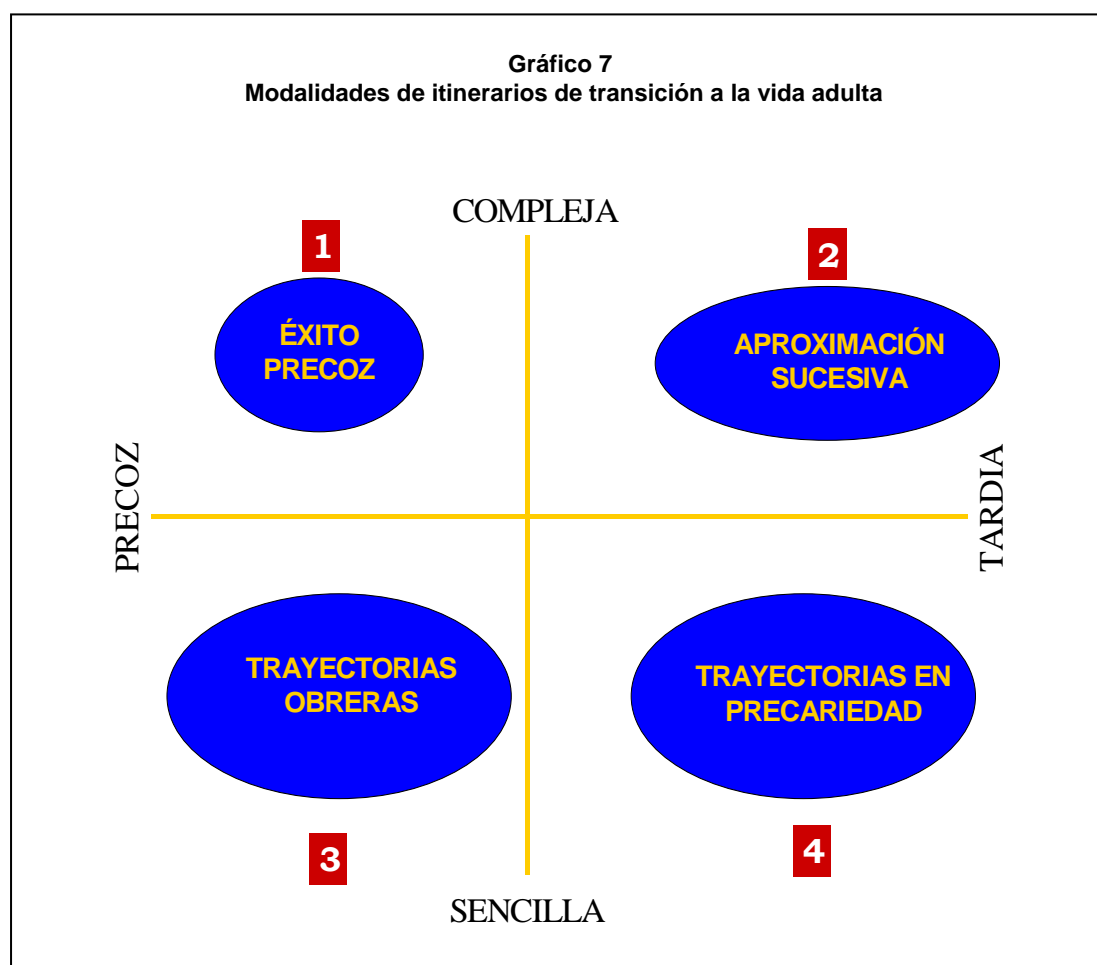 Gráfico 7
Modalidades de itinerarios de transición a la vida adulta
COMPLEJA
1
2
ÉXITO
PRECOZ
APROXIMACIÓN
SUCESIVA
PRECOZ
TARDIA
TRAYECTORIAS
OBRERAS
TRAYECTORIAS EN
PRECARIEDAD
3
4
SENCILLA